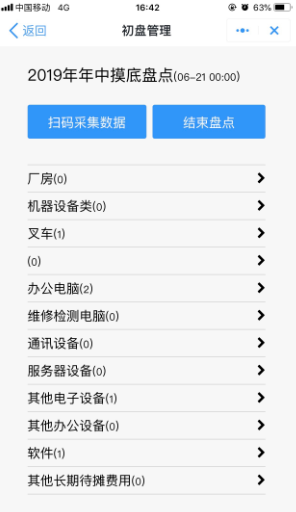 中国移动 4G 16:42 63%
返回 初盘管理
2019年年中摸底盘点(06-21 00:00)
扫码采集数据 结束盘点
厂房(0)
机器设备类(0)
叉车(1)
(0)
办公电脑(2)
维修检测电脑(0)
通讯设备(0)
服务器设备(0)
其他电子设备(1)
其他办公设备(0)
软件(1)
其他长期待摊费用(0)